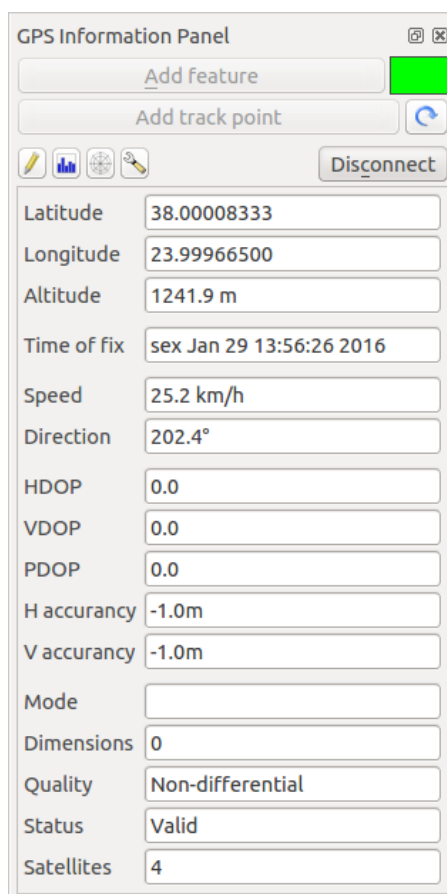 GPS Information Panel
Add feature
Add track point
Disconnect
Latitude 38.00008333
Longitude 23.99966500
Altitude 1241.9 m
Time of fix sex Jan 29 13:56:26 2016
Speed 25.2 km/h
Direction 202.4°
HDOP 0.0
VDOP 0.0
PDOP 0.0
H accurancy -1.0m
V accurancy -1.0m
Mode
Dimensions 0
Quality Non-differential
Status Valid
Satellites 4